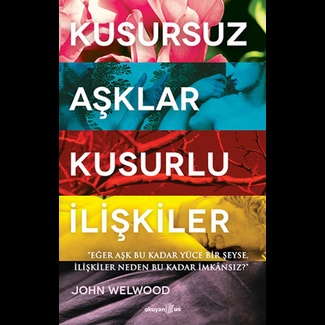 KUSURSUZ
AŞKLAR
KUSURLU
İLİŞKİLER
"EĞER AŞK BU KADAR YÜCE BİR ŞEYSE,
İLİŞKİLER NEDEN BU KADAR İMKÂNSIZ?"
JOHN WELWOOD
okuyan us